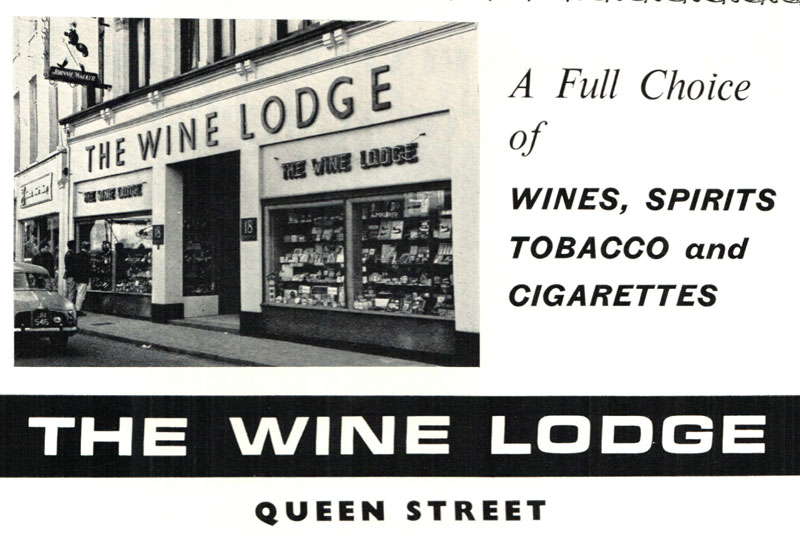 JOHNNIE WALKER
THE WINE LODGE
THE WINE LODGE
THE WINE LODGE
18
18
A Full Choice
of
WINES, SPIRITS
TOBACCO and
CIGARETTES
THE WINE LODGE
QUEEN STREET